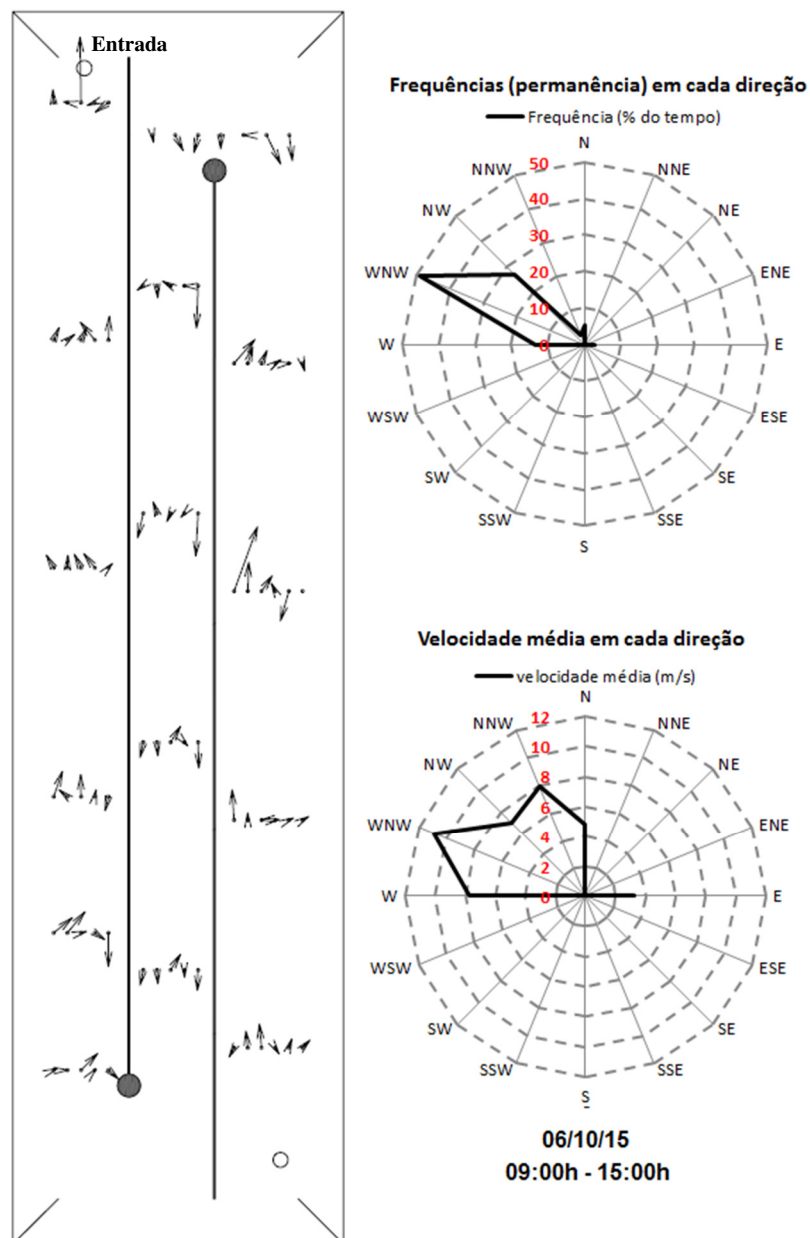 Entrada
Frequências (permanência) em cada direção
Frequência (% do tempo)
N
NNE
NE
ENE
E
ESE
SE
SSE
S
SSW
SW
WSW
W
WNW
NW
NNW
50
40
30
20
10
0
Velocidade média em cada direção
velocidade média (m/s)
N
NNE
NE
ENE
E
ESE
SE
SSE
S
SSW
SW
WSW
W
WNW
NW
NNW
12
10
8
6
4
2
0
06/10/15
09:00h - 15:00h